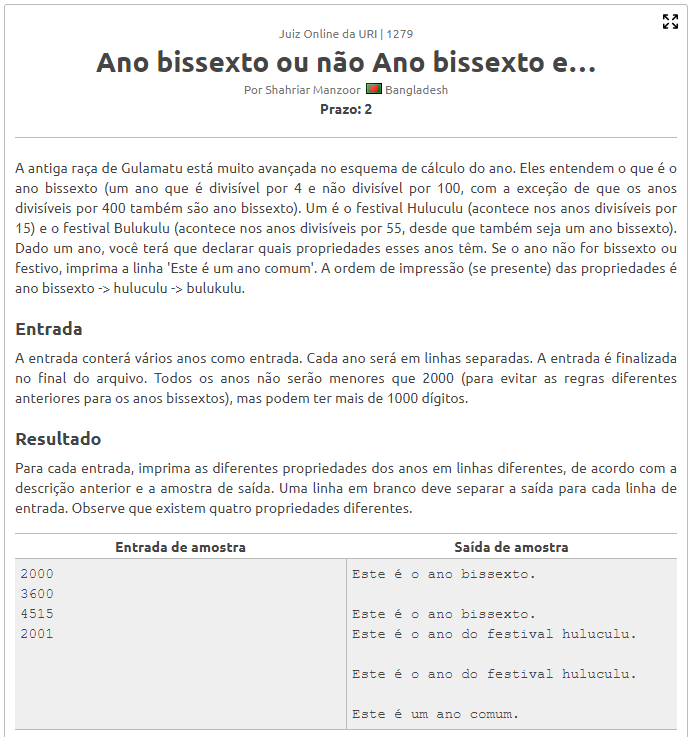 Juiz Online da URI | 1279
Ano bissexto ou não Ano bissexto e…
Por Shahriar Manzoor Bangladesh
Prazo: 2
A antiga raça de Gulamatu está muito avançada no esquema de cálculo do ano. Eles entendem o que é o
ano bissexto (um ano que é divisível por 4 e não divisível por 100, com a exceção de que os anos
divisíveis por 400 também são ano bissexto). Um é o festival Huluculu (acontece nos anos divisíveis por
15) e o festival Bulukulu (acontece nos anos divisíveis por 55, desde que também seja um ano bissexto).
Dado um ano, você terá que declarar quais propriedades esses anos têm. Se o ano não for bissexto ou
festivo, imprima a linha 'Este é um ano comum'. A ordem de impressão (se presente) das propriedades é
ano bissexto -> huluculu -> bulukulu.
Entrada
A entrada conterá vários anos como entrada. Cada ano será em linhas separadas. A entrada é finalizada
no final do arquivo. Todos os anos não serão menores que 2000 (para evitar as regras diferentes
anteriores para os anos bissextos), mas podem ter mais de 1000 dígitos.
Resultado
Para cada entrada, imprima as diferentes propriedades dos anos em linhas diferentes, de acordo com a
descrição anterior e a amostra de saída. Uma linha em branco deve separar a saída para cada linha de
entrada. Observe que existem quatro propriedades diferentes.
Entrada de amostra
2000
3600
4515
2001
Saída de amostra
Este é o ano bissexto.
Este é o ano bissexto.
Este é o ano do festival huluculu.
Este é o ano do festival huluculu.
Este é um ano comum.